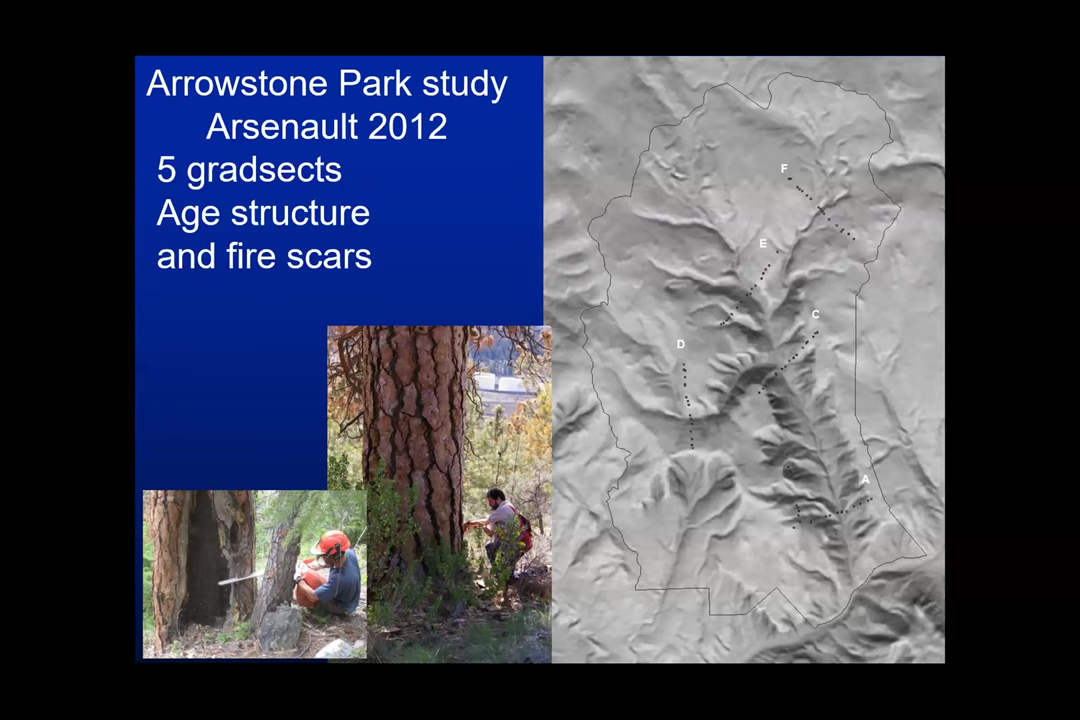 Arrowstone Park study
Arsenault 2012
5 gradsects
Age structure
and fire scars
F
E
C
D
A